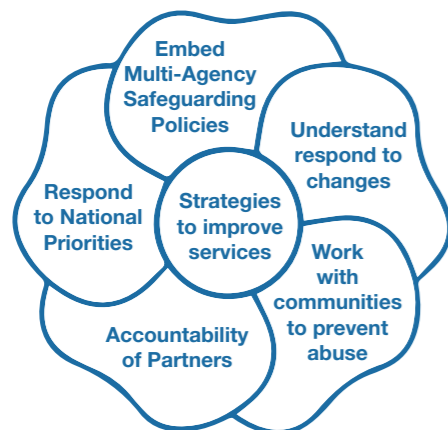 Embed
Multi-Agency
Safeguarding
Policies
Understand
respond to
changes
Respond
to National
Priorities
Strategies
to improve
services
Work
with
communities
to prevent
abuse
Accountability
of Partners